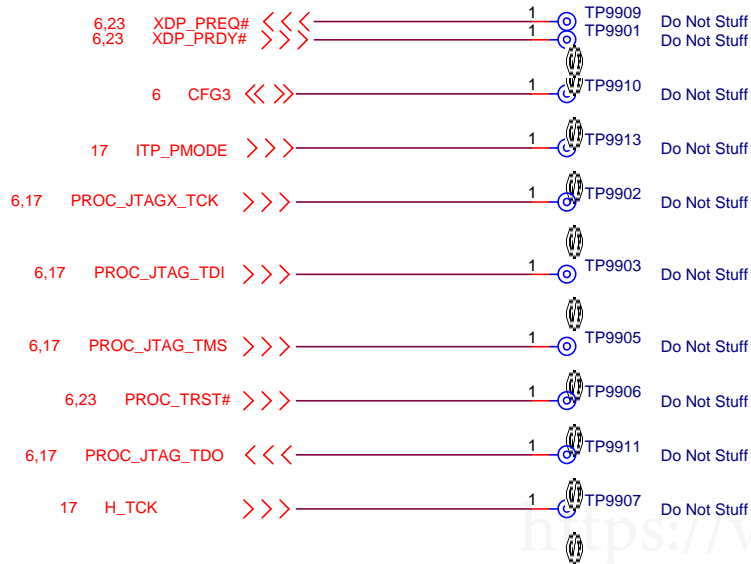 6,23 XDP_PREQ# 1 TP9909 Do Not Stuff
6,23 XDP_PRDY# 1 TP9901 Do Not Stuff
6 CFG3 1 TP9910 Do Not Stuff
17 ITP_PMODE 1 TP9913 Do Not Stuff
6,17 PROC_JTAGX_TCK 1 TP9902 Do Not Stuff
6,17 PROC_JTAG_TDI 1 TP9903 Do Not Stuff
6,17 PROC_JTAG_TMS 1 TP9905 Do Not Stuff
6,23 PROC_TRST# 1 TP9906 Do Not Stuff
6,17 PROC_JTAG_TDO 1 TP9911 Do Not Stuff
17 H_TCK 1 TP9907 Do Not Stuff